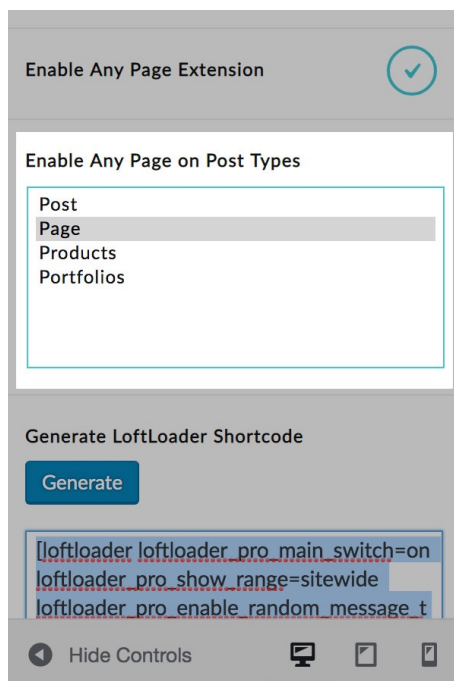 Enable Any Page Extension
Enable Any Page on Post Types
Post
Page
Products
Portfolios
Generate LoftLoader Shortcode
Generate
[loftloader loftloader_pro_main_switch=on
loftloader_pro_show_range=sitewide
loftloader_pro_enable_random_message_t
Hide Controls